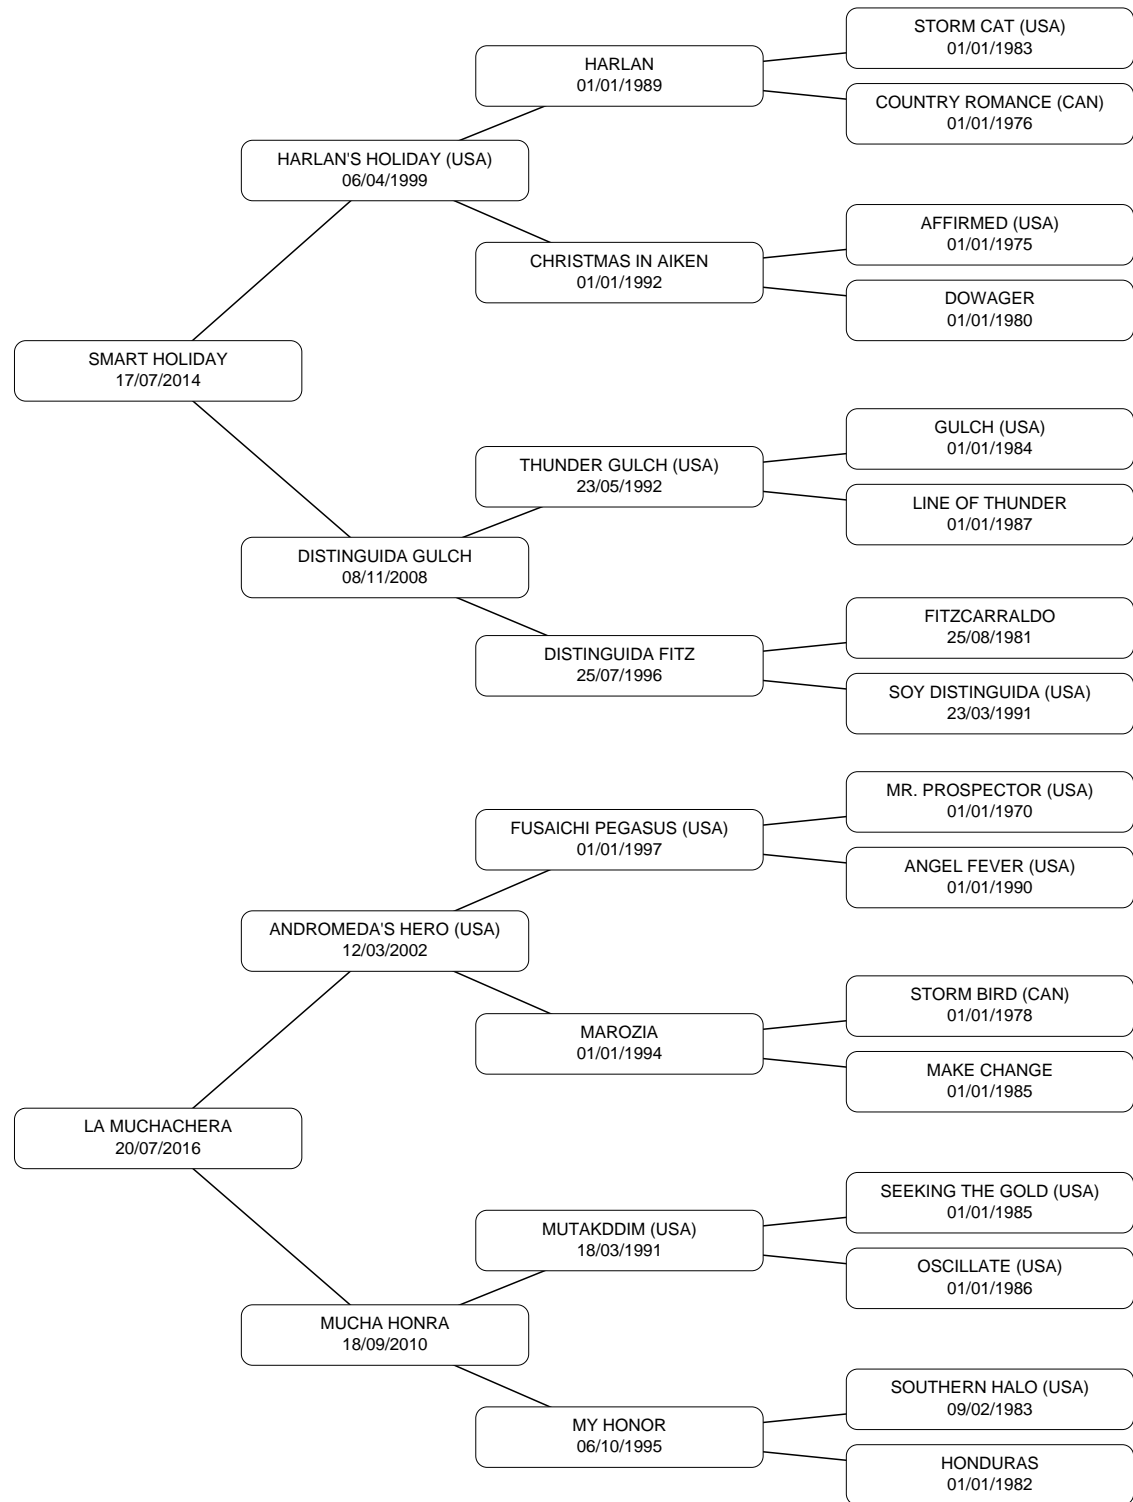 STORM CAT (USA)
01/01/1983
HARLAN
01/01/1989
COUNTRY ROMANCE (CAN)
01/01/1976
HARLAN'S HOLIDAY (USA)
06/04/1999
AFFIRMED (USA)
01/01/1975
CHRISTMAS IN AIKEN
01/01/1992
DOWAGER
01/01/1980
SMART HOLIDAY
17/07/2014
GULCH (USA)
01/01/1984
THUNDER GULCH (USA)
23/05/1992
LINE OF THUNDER
01/01/1987
DISTINGUIDA GULCH
08/11/2008
FITZCARRALDO
25/08/1981
DISTINGUIDA FITZ
25/07/1996
SOY DISTINGUIDA (USA)
23/03/1991
MR. PROSPECTOR (USA)
01/01/1970
FUSAICHI PEGASUS (USA)
01/01/1997
ANGEL FEVER (USA)
01/01/1990
ANDROMEDA'S HERO (USA)
12/03/2002
STORM BIRD (CAN)
01/01/1978
MAROZIA
01/01/1994
MAKE CHANGE
01/01/1985
LA MUCHACHERA
20/07/2016
SEEKING THE GOLD (USA)
01/01/1985
MUTAKDDIM (USA)
18/03/1991
OSCILLATE (USA)
01/01/1986
MUCHA HONRA
18/09/2010
SOUTHERN HALO (USA)
09/02/1983
MY HONOR
06/10/1995
HONDURAS
01/01/1982